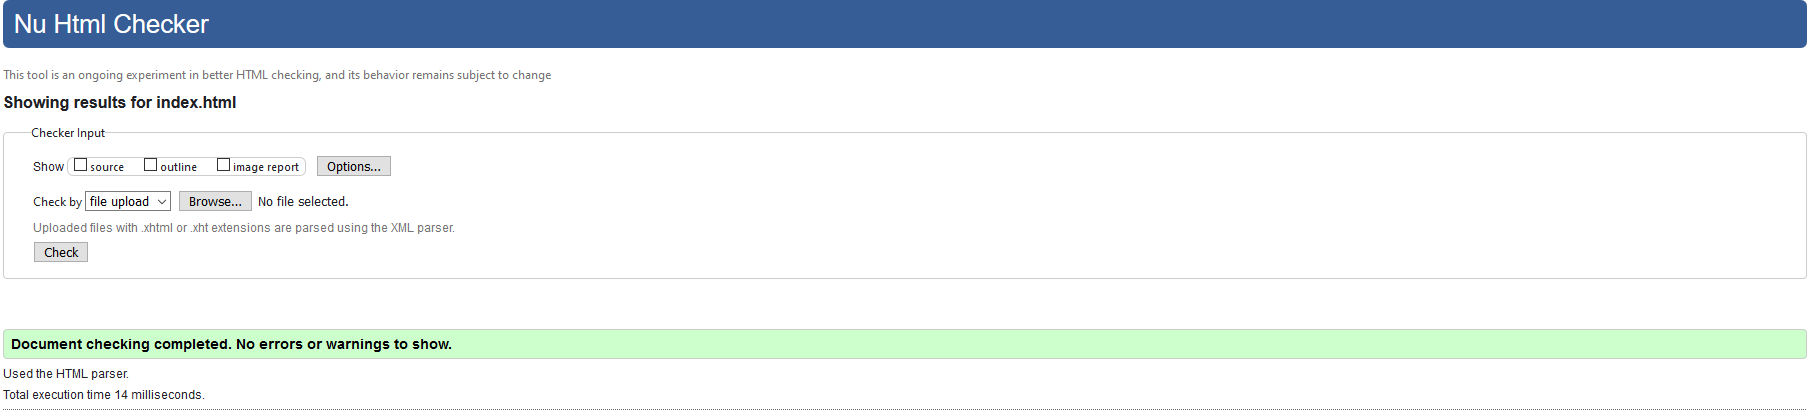 Nu Html Checker
This tool is an ongoing experiment in better HTML checking, and its behavior remains subject to change
Showing results for index.html
Checker Input
Show source outline image report Options...
Check by file upload Browse... No file selected.
Uploaded files with .xhtml or .xht extensions are parsed using the XML parser.
Check
Document checking completed. No errors or warnings to show.
Used the HTML parser.
Total execution time 14 milliseconds.